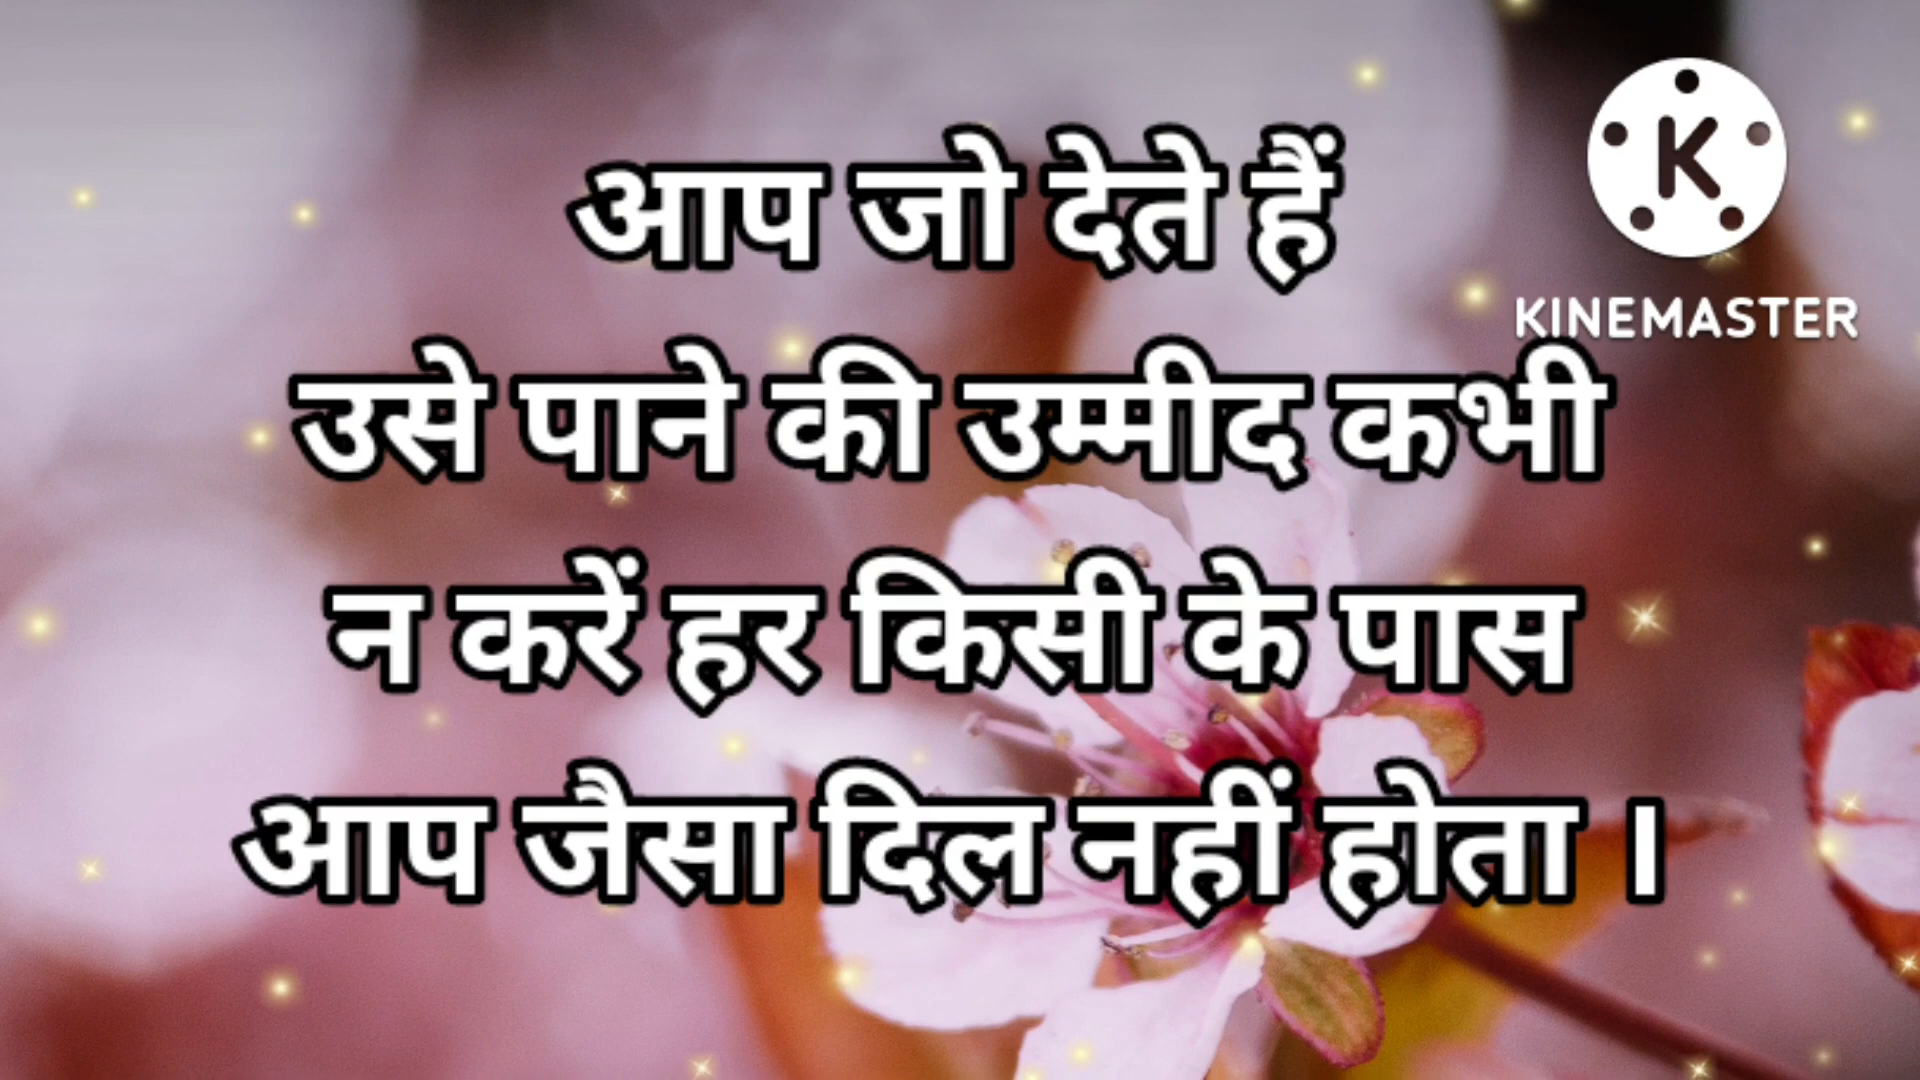 आप जो देते हैं
KINEMASTER
उसे पाने की उम्मीद कभी
न करें हर किसी के पास
आप जैसा दिल नहीं होता ।